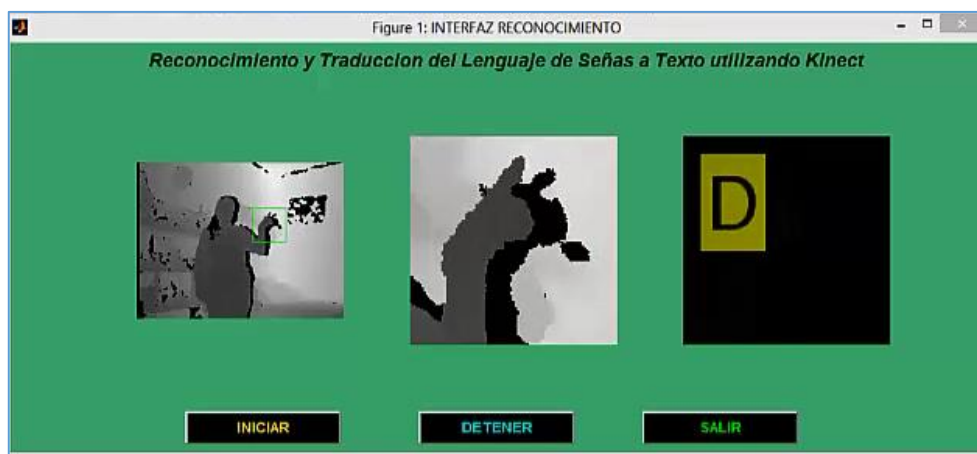 Figure 1: INTERFAZ RECONOCIMIENTO
Reconocimiento y Traduccion del Lenguaje de Señas a Texto utilizando Kinect
D
INICIAR
DETENER
SALIR